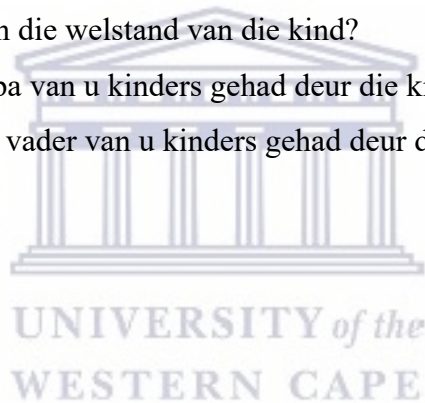 n die welstand van die kind?
pa van u kinders gehad deur die k
vader van u kinders gehad deur d
UNIVERSITY of the
WESTERN CAPE